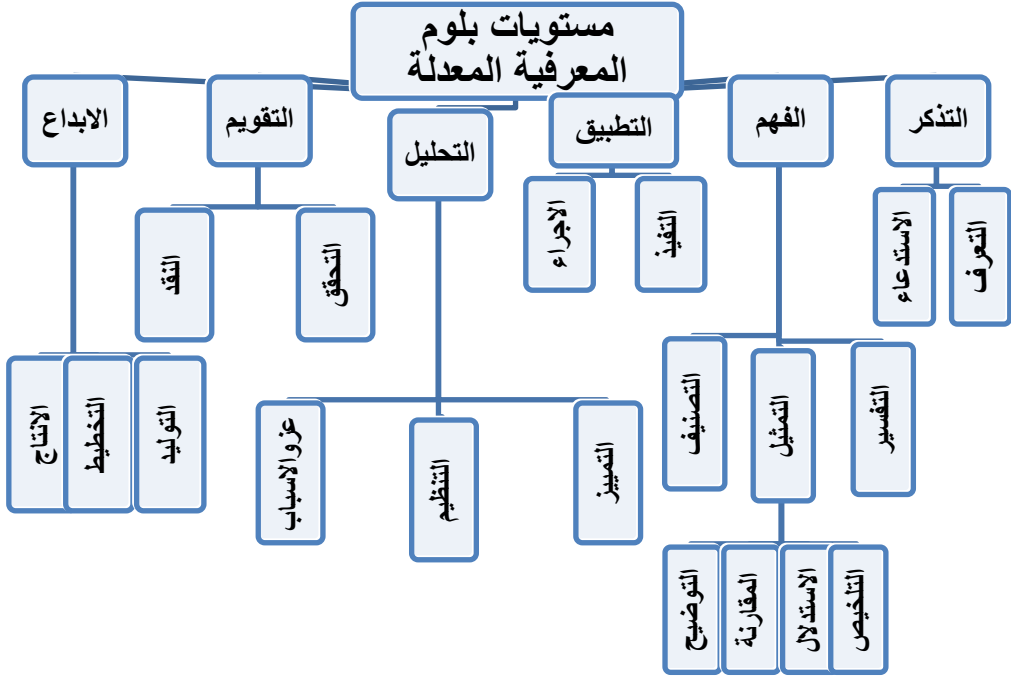 مستويات بلوم
المعرفية المعدلة
التذكر
الفهم
التطبيق
التحليل
التقويم
الابداع
التعرف
الاستدعاء
التفسير
التمثيل
التصنيف
التلخيص
الاستدلال
المقارنة
التوضيح
التفيذ
الاجراء
التمييز
التنظيم
عزو الاسباب
التحقق
النقد
التوليد
التخطيط
الانتاج